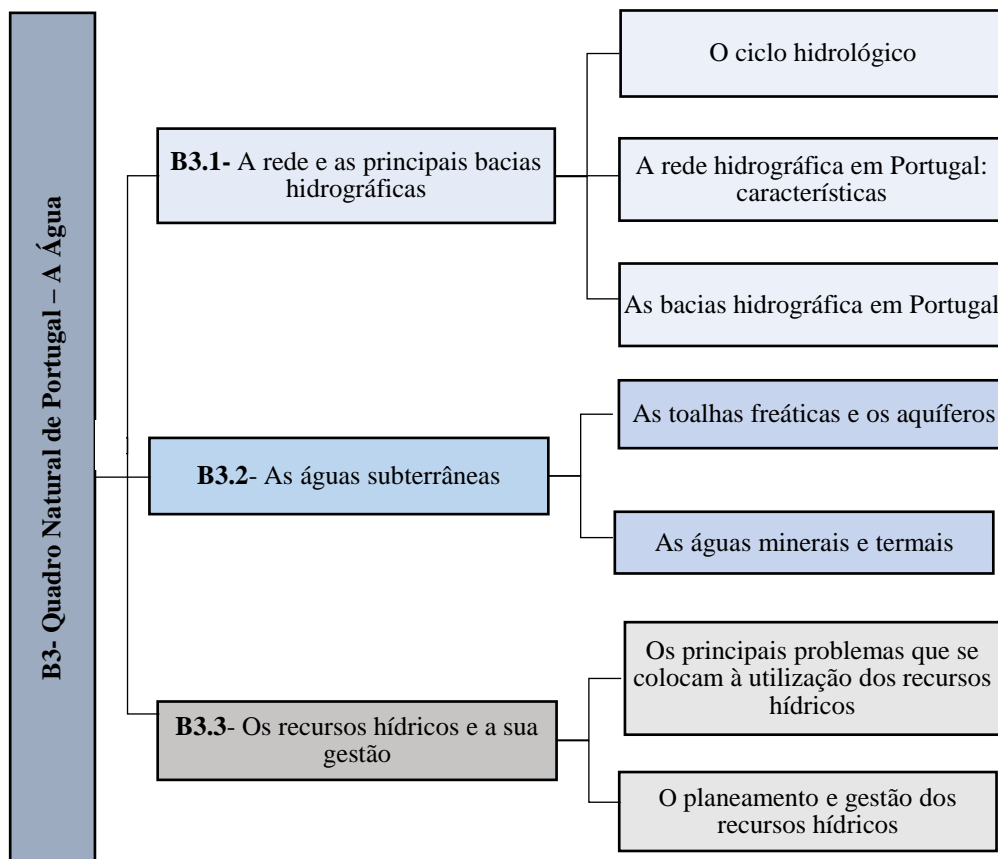 B3- Quadro Natural de Portugal – A Água
B3.1- A rede e as principais bacias
hidrográficas
O ciclo hidrológico
A rede hidrográfica em Portugal:
características
As bacias hidrográfica em Portugal
B3.2- As águas subterrâneas
As toalhas freáticas e os aquíferos
As águas minerais e termais
B3.3- Os recursos hídricos e a sua
gestão
Os principais problemas que se
colocam à utilização dos recursos
hídricos
O planeamento e gestão dos
recursos hídricos